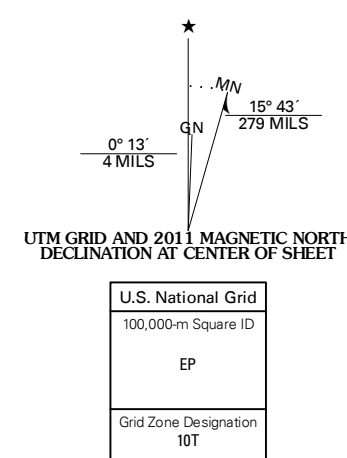 ★
MN
GN
15° 43´
279 MILS
0° 13´
4 MILS
UTM GRID AND 2011 MAGNETIC NORTH
DECLINATION AT CENTER OF SHEET
U.S. National Grid
100,000-m Square ID
EP
Grid Zone Designation
10T